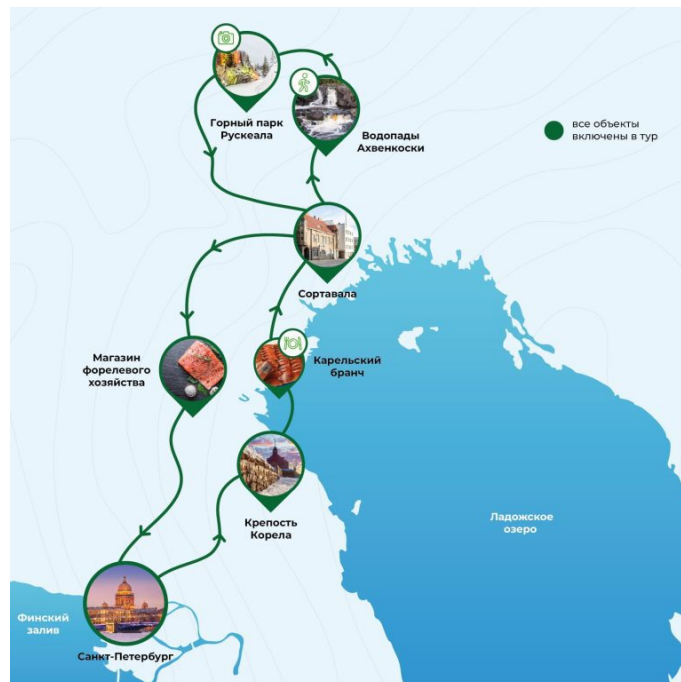 Горный парк
Рускеала
Водопады
Ахвенкоски
все объекты
включены в тур
Сортавала
Магазин
форелевого
хозяйства
Карельский
бранч
Крепость
Корела
Ладожское
озеро
Финский
залив
Санкт-Петербург